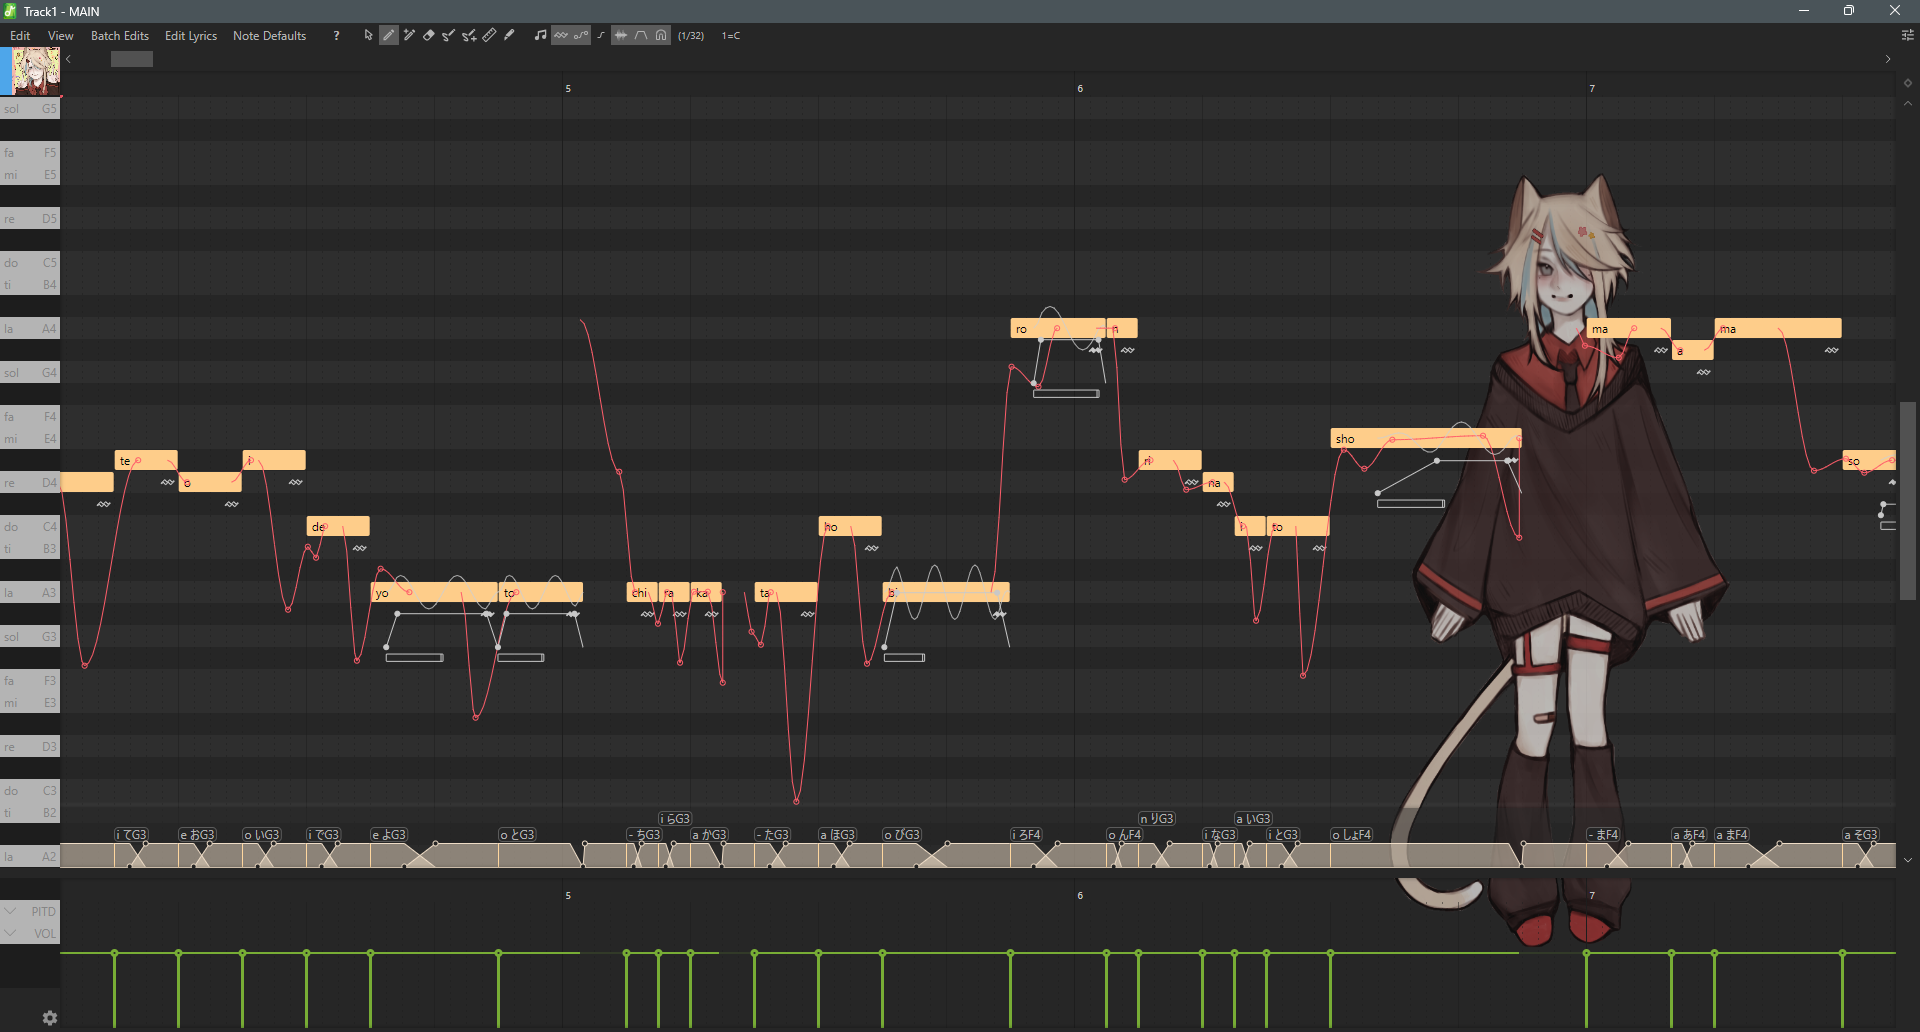 Track1 - MAIN
Edit View Batch Edits Edit Lyrics Note Defaults ? (1/32) 1=C
5 6 7
sol G5
fa F5
mi E5
re D5
do C5
ti B4
la A4
sol G4
fa F4
mi E4
re D4
do C4
ti B3
la A3
sol G3
fa F3
mi E3
re D3
do C3
ti B2
la A2
ro n ma ma
a
sho
te i ri so
o na
de ho i to
yo to chi ra ka ta bi
i らG3 n りG3 a いG3
i てG3 e おG3 o いG3 i でG3 e よG3 o とG3 - ちG3 a かG3 - たG3 a ほG3 o びG3 i ろF4 o んF4 i なG3 i とG3 o しょF4 - まF4 a あF4 a まF4 a そG3
5 6 7
PITD
VOL